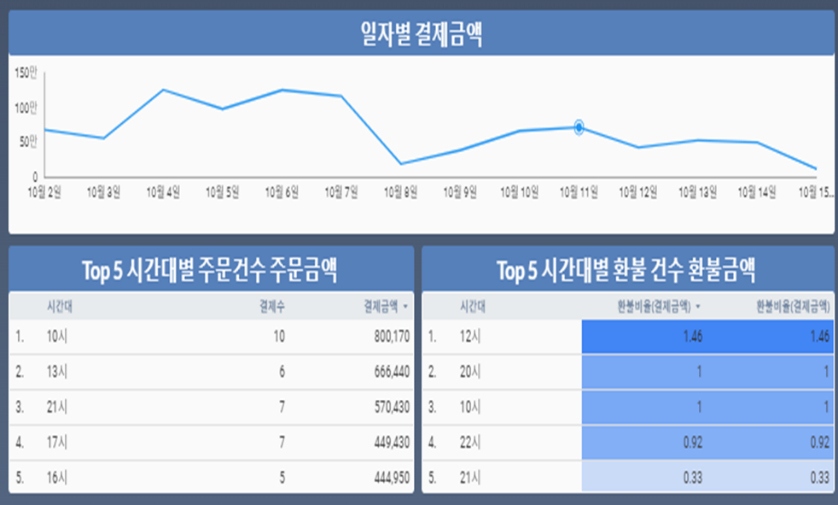 일자별 결제금액
150만
100만
50만
0
10월 2일 10월 3일 10월 4일 10월 5일 10월 6일 10월 7일 10월 8일 10월 9일 10월 10일 10월 11일 10월 12일 10월 13일 10월 14일 10월 15...
Top 5 시간대별 주문건수 주문금액
시간대 결제수 결제금액
1. 10시 10 800,170
2. 13시 6 666,440
3. 21시 7 570,430
4. 17시 7 449,430
5. 16시 5 444,950
Top 5 시간대별 환불 건수 환불금액
시간대 환불비율(결제금액) 환불비율(결제금액)
1. 12시 1.46 1.46
2. 20시 1 1
3. 10시 1 1
4. 22시 0.92 0.92
5. 21시 0.33 0.33